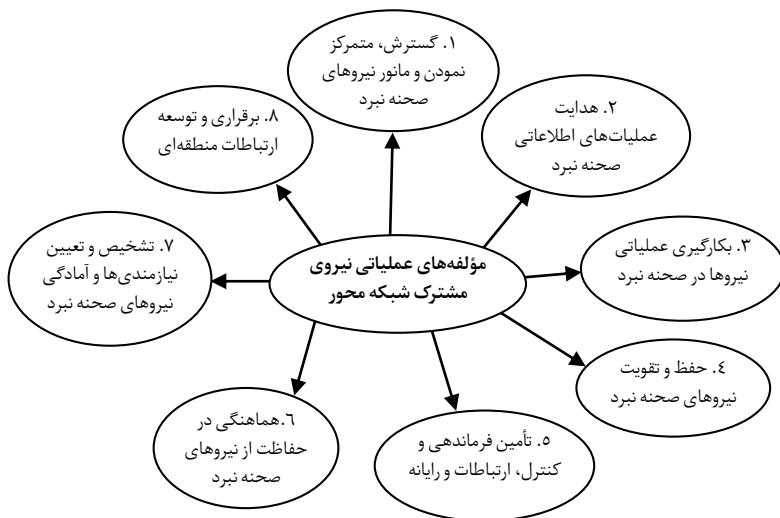 مؤلفه‌های عملیاتی نیروی
مشترک شبکه محور
۱. گسترش، متمرکز
نمودن و مانور نیروهای
صحنه نبرد
۲. هدایت
عملیات‌های اطلاعاتی
صحنه نبرد
۳. بکارگیری عملیاتی
نیروها در صحنه نبرد
٤. حفظ و تقویت
نیروهای صحنه نبرد
٥. تأمین فرماندهی و
کنترل، ارتباطات و رایانه
٦.هماهنگی در
حفاظت از نیروهای
صحنه نبرد
۷. تشخیص و تعیین
نیازمندی‌ها و آمادگی
نیروهای صحنه نبرد
۸. برقراری و توسعه
ارتباطات منطقه‌ای